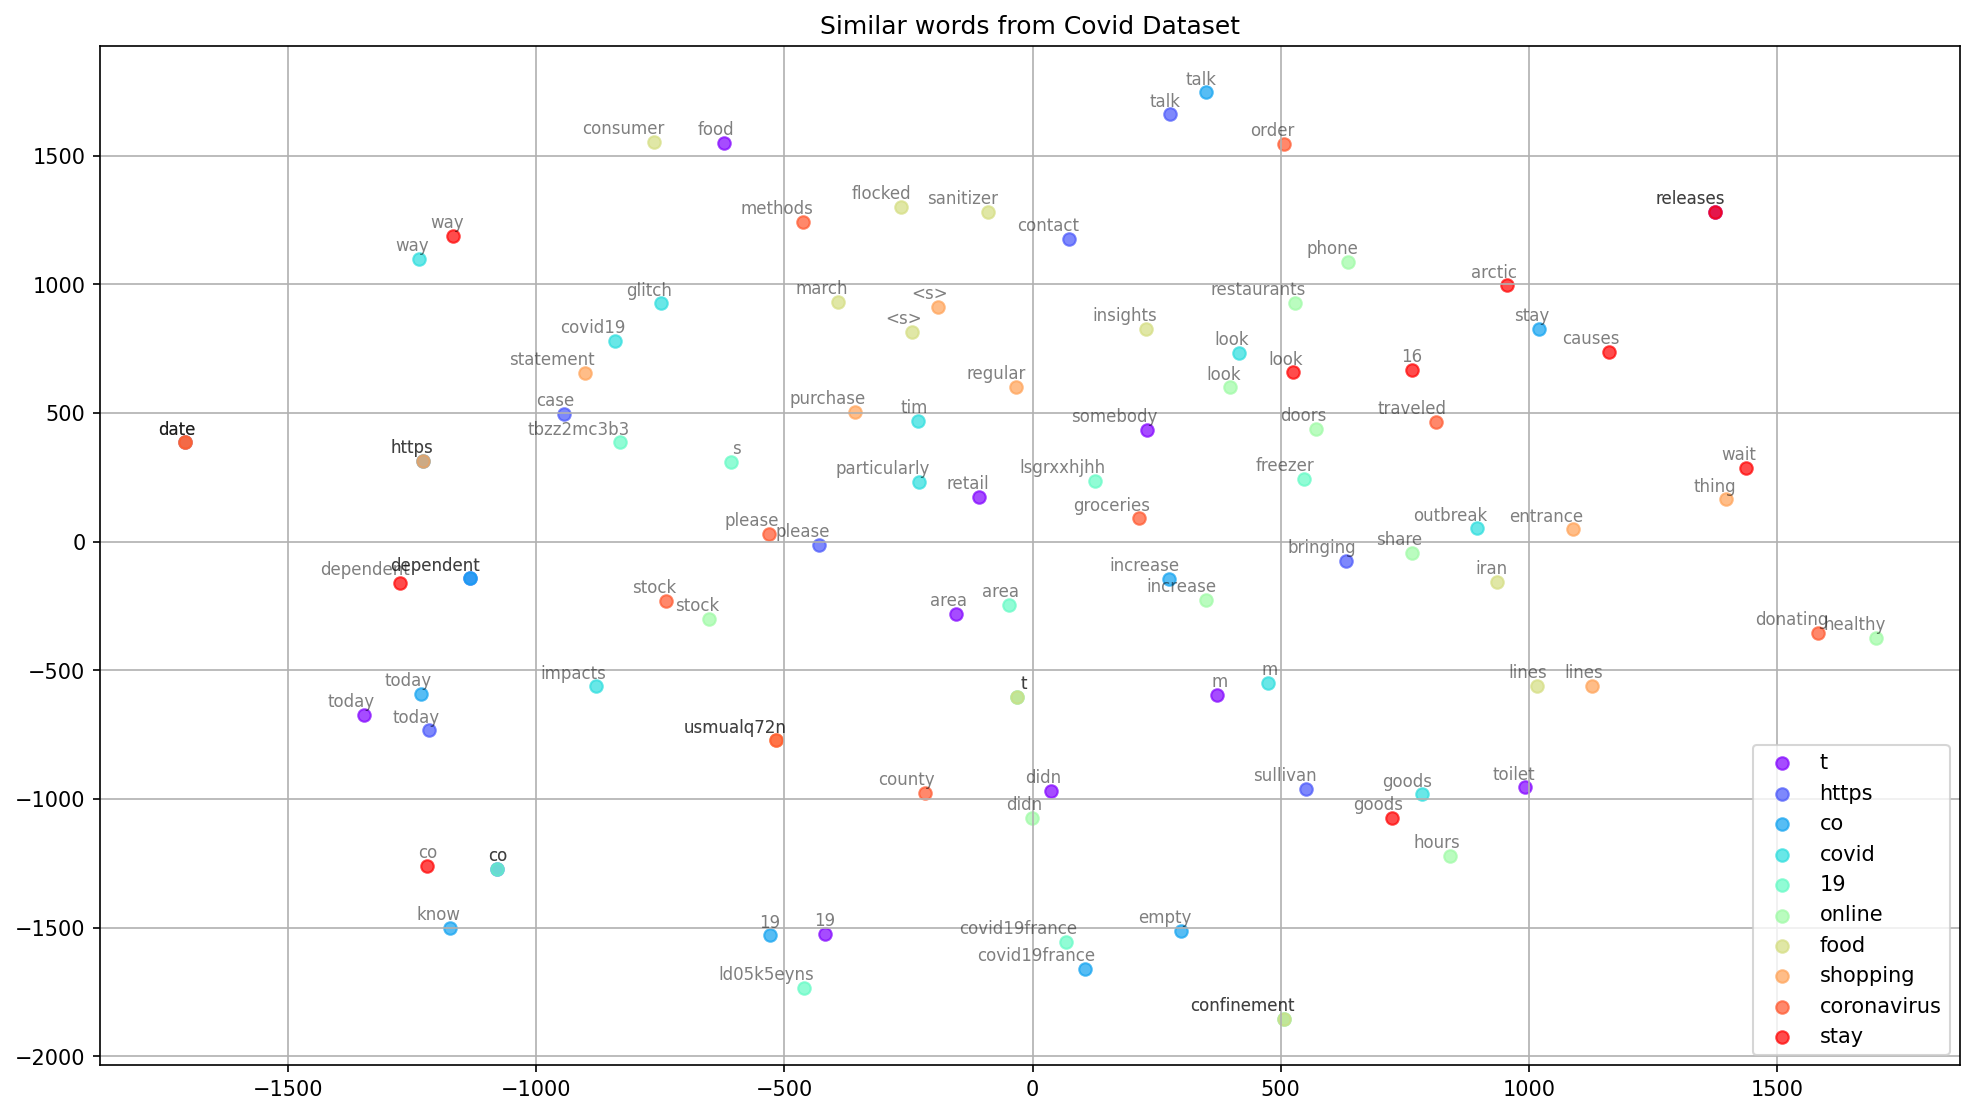 Similar words from Covid Dataset
talk
talk
consumer
food
order
flocked
sanitizer
releases
methods
way
contact
way
phone
arctic
glitch
march
<s>
restaurants
<s>
insights
stay
covid19
look
causes
statement
look
16
regular
look
case
purchase
tim
somebody
doors
traveled
date
tbzz2mc3b3
https
s
wait
particularly
lsgrxxhjhh
freezer
retail
thing
groceries
please
outbreak
entrance
please
share
bringing
dependent
dependent
increase
iran
stock
increase
area
area
stock
donating
healthy
impacts
m
lines
lines
today
t
m
today
today
usmualq72n
county
didn
sullivan
goods
toilet
didn
goods
hours
co
co
know
19
19
empty
covid19france
covid19france
ld05k5eyns
confinement
1500
1000
500
0
−500
−1000
−1500
−2000
−1500
−1000
−500
0
500
1000
1500
t
https
co
covid
19
online
food
shopping
coronavirus
stay